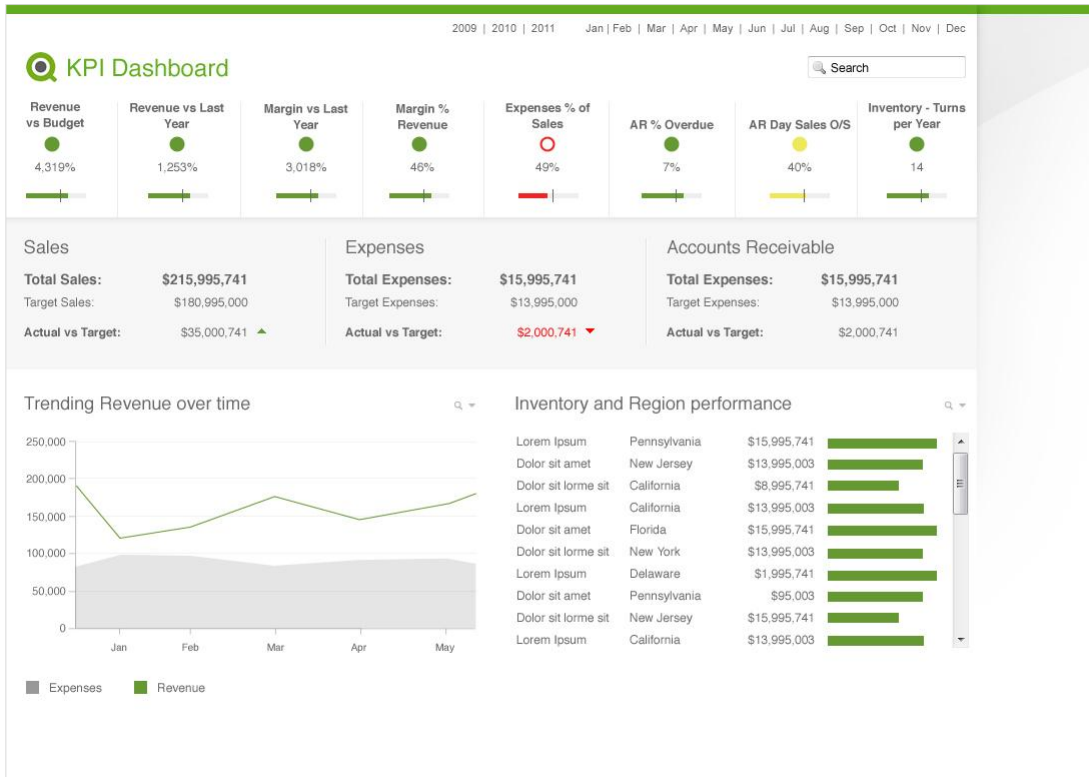 2009 | 2010 | 2011 Jan | Feb | Mar | Apr | May | Jun | Jul | Aug | Sep | Oct | Nov | Dec
KPI Dashboard
Search
Revenue
vs Budget
4,319%
Revenue vs Last
Year
1,253%
Margin vs Last
Year
3,018%
Margin %
Revenue
46%
Expenses % of
Sales
49%
AR % Overdue
7%
AR Day Sales O/S
40%
Inventory - Turns
per Year
14
Sales
Total Sales: $215,995,741
Target Sales: $180,995,000
Actual vs Target: $35,000,741
Expenses
Total Expenses: $15,995,741
Target Expenses: $13,995,000
Actual vs Target: $2,000,741
Accounts Receivable
Total Expenses: $15,995,741
Target Expenses: $13,995,000
Actual vs Target: $2,000,741
Trending Revenue over time
250,000
200,000
150,000
100,000
50,000
0
Jan Feb Mar Apr May
Expenses Revenue
Inventory and Region performance
Lorem Ipsum Pennsylvania $15,995,741
Dolor sit amet New Jersey $13,995,003
Dolor sit lorme sit California $8,995,741
Lorem Ipsum California $13,995,003
Dolor sit amet Florida $15,995,741
Dolor sit lorme sit New York $13,995,003
Lorem Ipsum Delaware $1,995,741
Dolor sit amet Pennsylvania $95,003
Dolor sit lorme sit New Jersey $15,995,741
Lorem Ipsum California $13,995,003